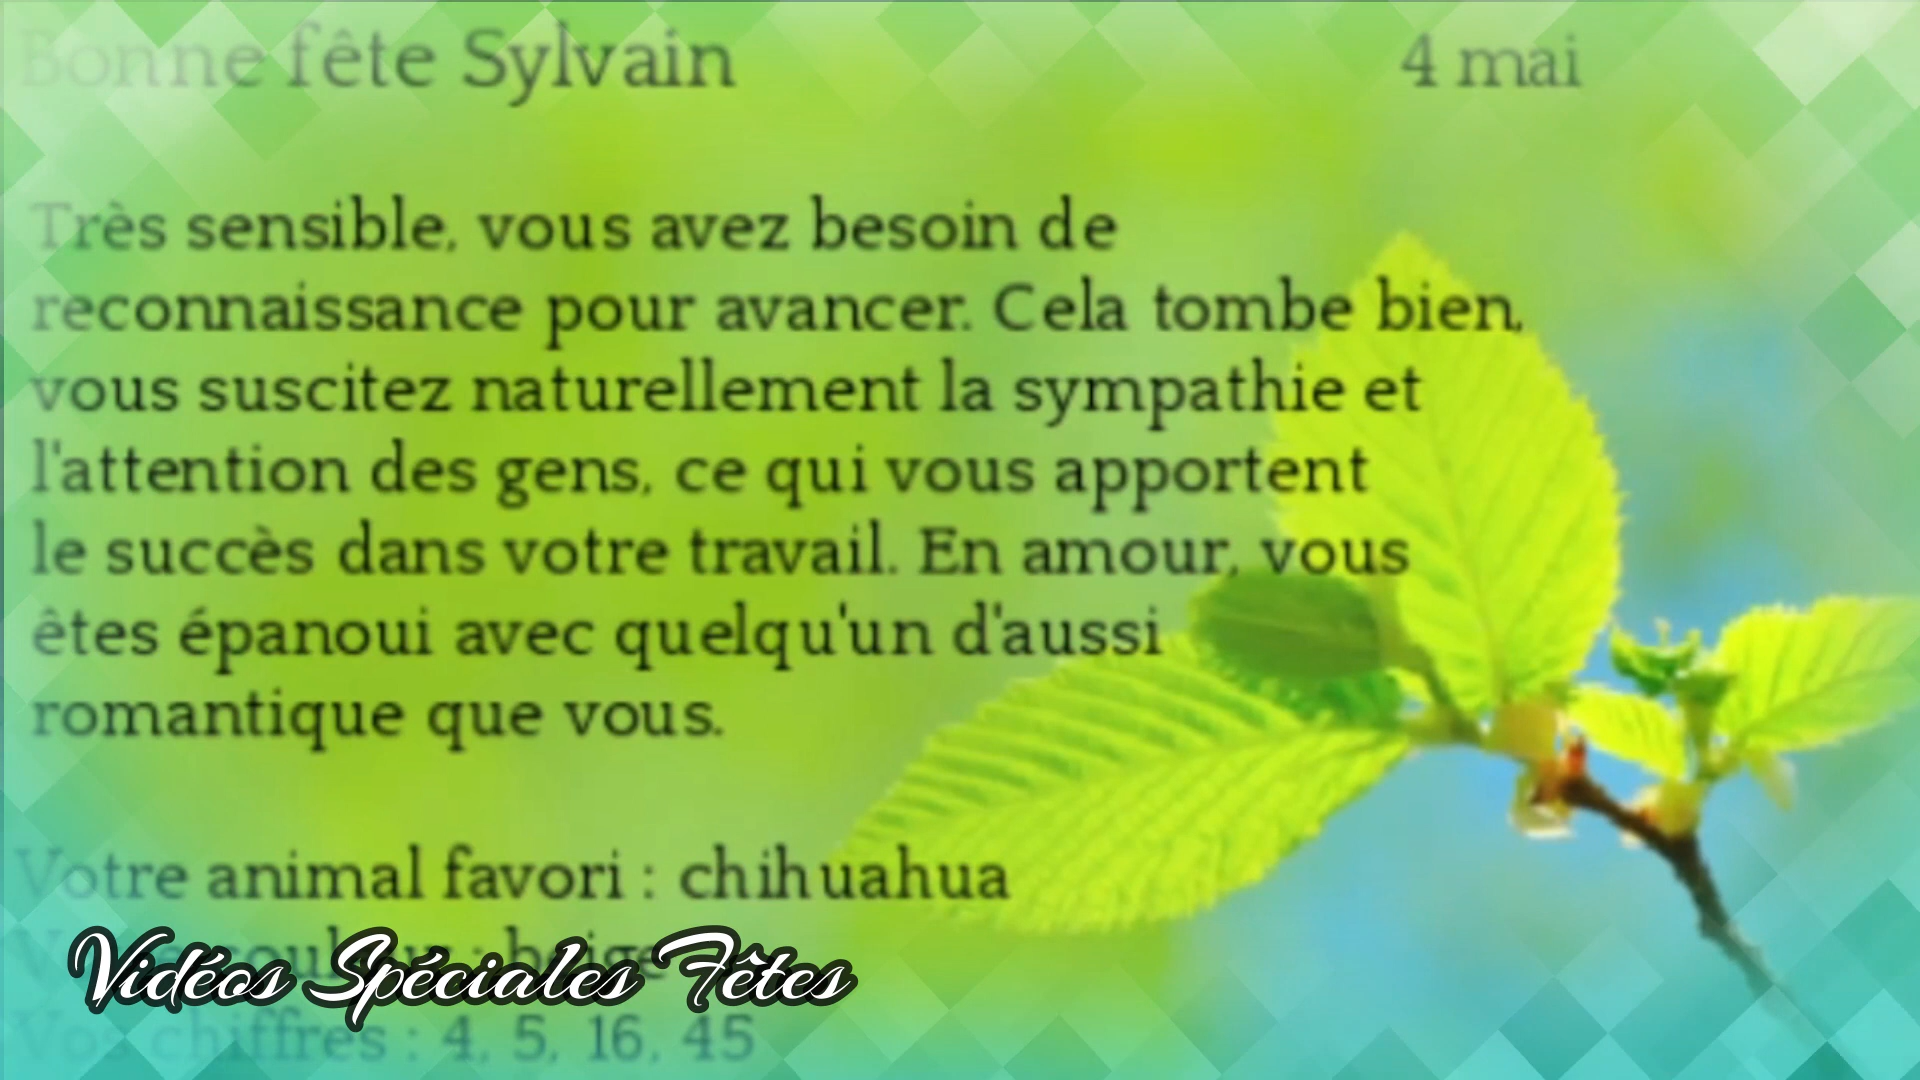 Bonne fête Sylvain 4 mai
Très sensible, vous avez besoin de
reconnaissance pour avancer. Cela tombe bien,
vous suscitez naturellement la sympathie et
l'attention des gens, ce qui vous apportent
le succès dans votre travail. En amour, vous
êtes épanoui avec quelqu'un d'aussi
romantique que vous.
Votre animal favori : chihuahua
: beige
Vidéos Spéciales Fêtes
Vos chiffres : 4, 5, 16, 45